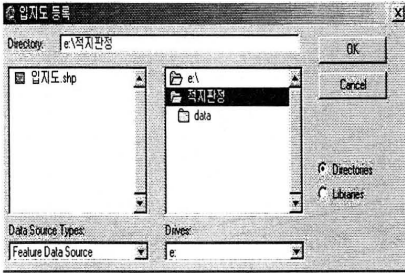 입지도 등록
Directory: e:\적지판정
OK
Cancel
입지도.shp
e:\
적지판정
data
Directories
Libraries
Data Source Types:
Feature Data Source
Drives:
e: